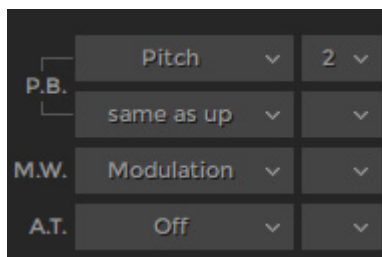 Pitch 2
P.B.
same as up
M.W. Modulation
A.T. Off